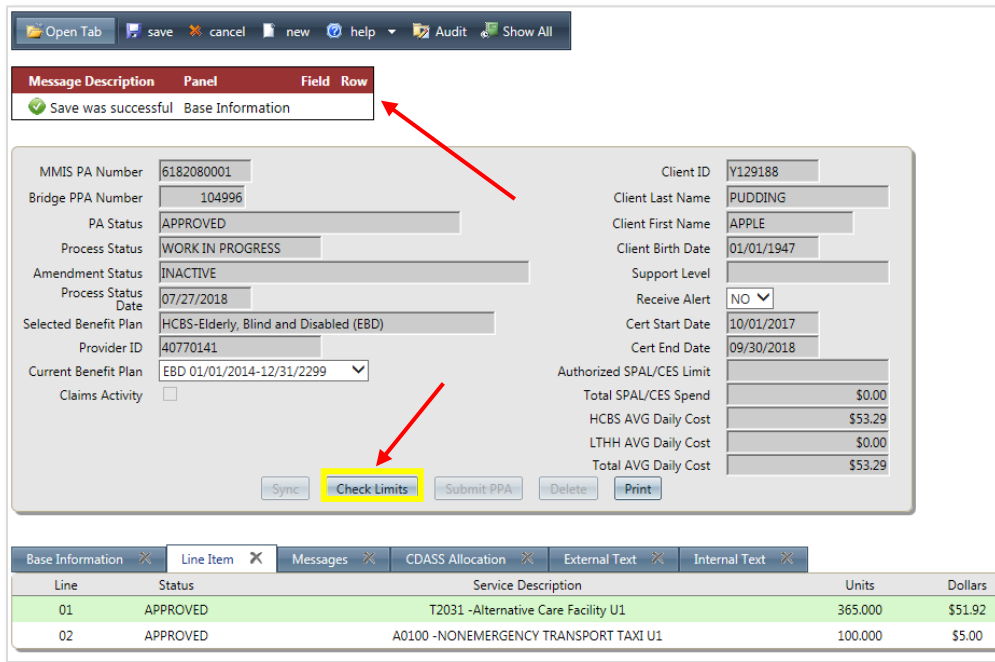 Open Tab save cancel new help Audit Show All
Message Description Panel Field Row
Save was successful Base Information
MMIS PA Number 6182080001 Client ID Y129188
Bridge PPA Number 104996 Client Last Name PUDDING
PA Status APPROVED Client First Name APPLE
Process Status WORK IN PROGRESS Client Birth Date 01/01/1947
Amendment Status INACTIVE Support Level
Process Status Date 07/27/2018 Receive Alert NO
Selected Benefit Plan HCBS-Elderly, Blind and Disabled (EBD) Cert Start Date 10/01/2017
Provider ID 40770141 Cert End Date 09/30/2018
Current Benefit Plan EBD 01/01/2014-12/31/2299 Authorized SPAL/CES Limit
Claims Activity Total SPAL/CES Spend $0.00
HCBS AVG Daily Cost $53.29
LTHH AVG Daily Cost $0.00
Total AVG Daily Cost $53.29
Sync Check Limits Submit PPA Delete Print
Base Information Line Item Messages CDASS Allocation External Text Internal Text
Line Status Service Description Units Dollars
01 APPROVED T2031 -Alternative Care Facility U1 365.000 $51.92
02 APPROVED A0100 -NONEMERGENCY TRANSPORT TAXI U1 100.000 $5.00